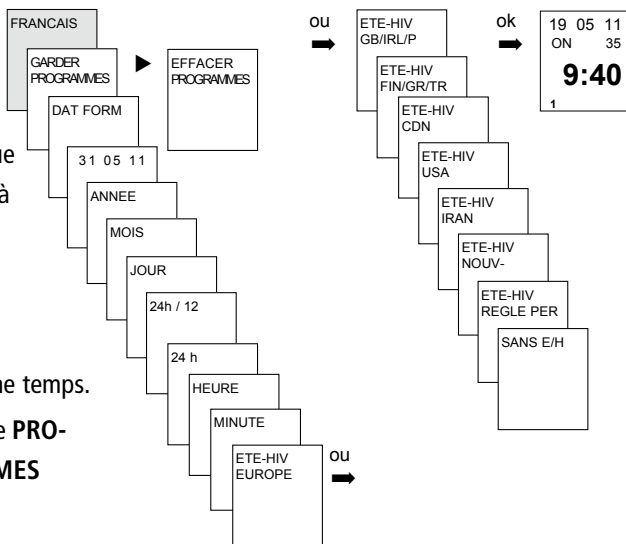 FRANCAIS
GARDER
PROGRAMMES
EFFACER
PROGRAMMES
DAT FORM
31 05 11
ANNEE
MOIS
JOUR
24h / 12
24 h
HEURE
MINUTE
ETE-HIV
EUROPE
ou
ou
ETE-HIV
GB/IRL/P
ETE-HIV
FIN/GR/TR
ETE-HIV
CDN
ETE-HIV
USA
ETE-HIV
IRAN
ETE-HIV
NOUV-
ETE-HIV
REGLE PER
SANS E/H
ok
19 05 11
ON 35
9:40
1
à
ne temps.
e PRO-